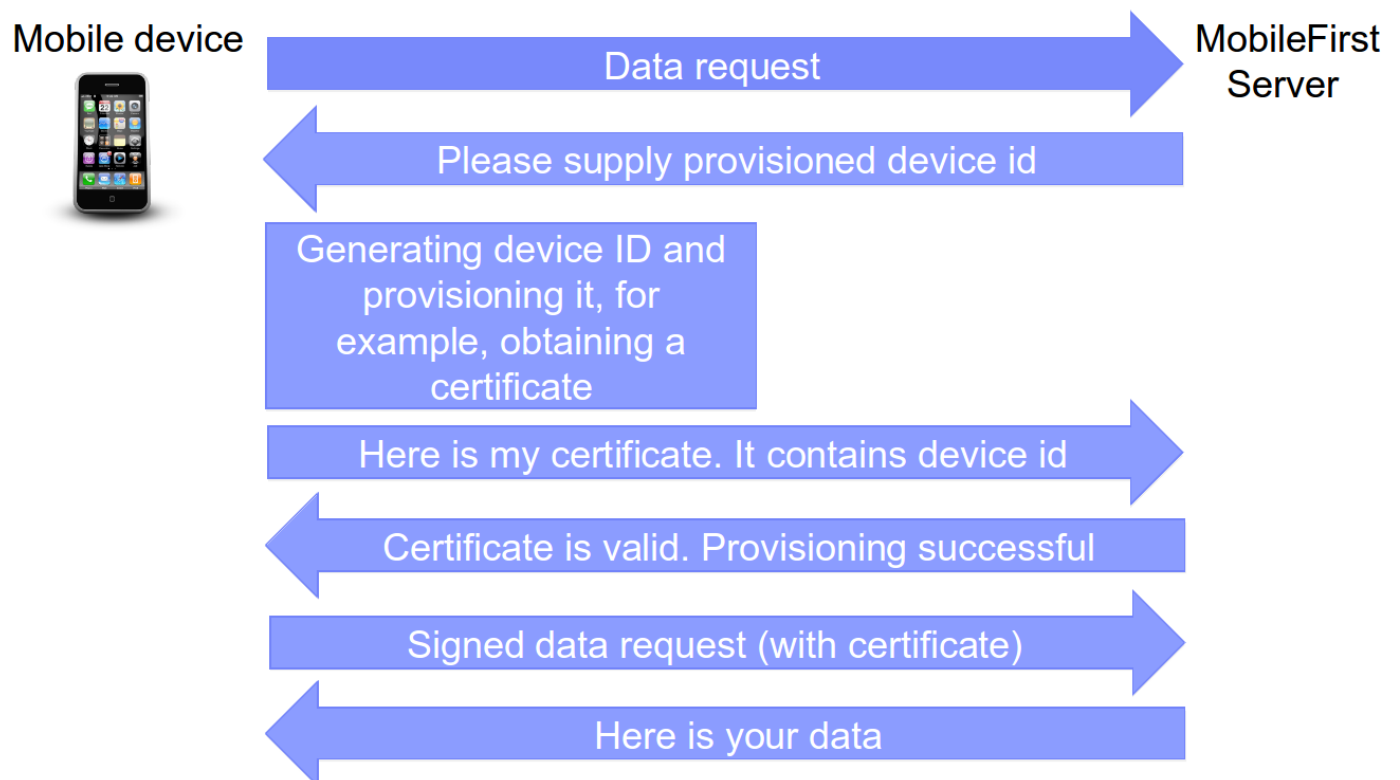 Mobile device
Data request
MobileFirst
Server
Please supply provisioned device id
Generating device ID and
provisioning it, for
example, obtaining a
certificate
Here is my certificate. It contains device id
Certificate is valid. Provisioning successful
Signed data request (with certificate)
Here is your data